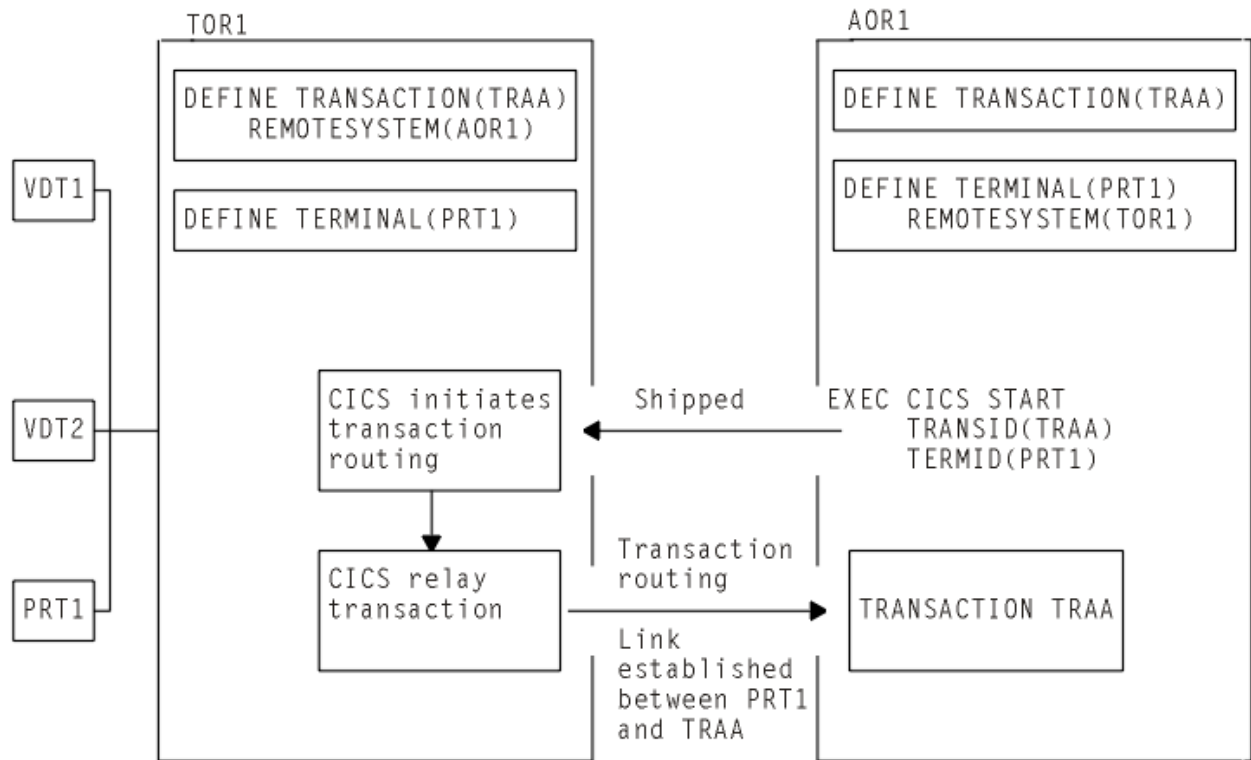 TOR1
AOR1
DEFINE TRANSACTION(TRAA)
REMOTESYSTEM(AOR1)
DEFINE TRANSACTION(TRAA)
VDT1
DEFINE TERMINAL(PRT1)
DEFINE TERMINAL(PRT1)
REMOTESYSTEM(TOR1)
VDT2
CICS initiates
transaction
routing
Shipped
EXEC CICS START
TRANSID(TRAA)
TERMID(PRT1)
PRT1
CICS relay
transaction
Transaction
routing
Link
established
between PRT1
and TRAA
TRANSACTION TRAA